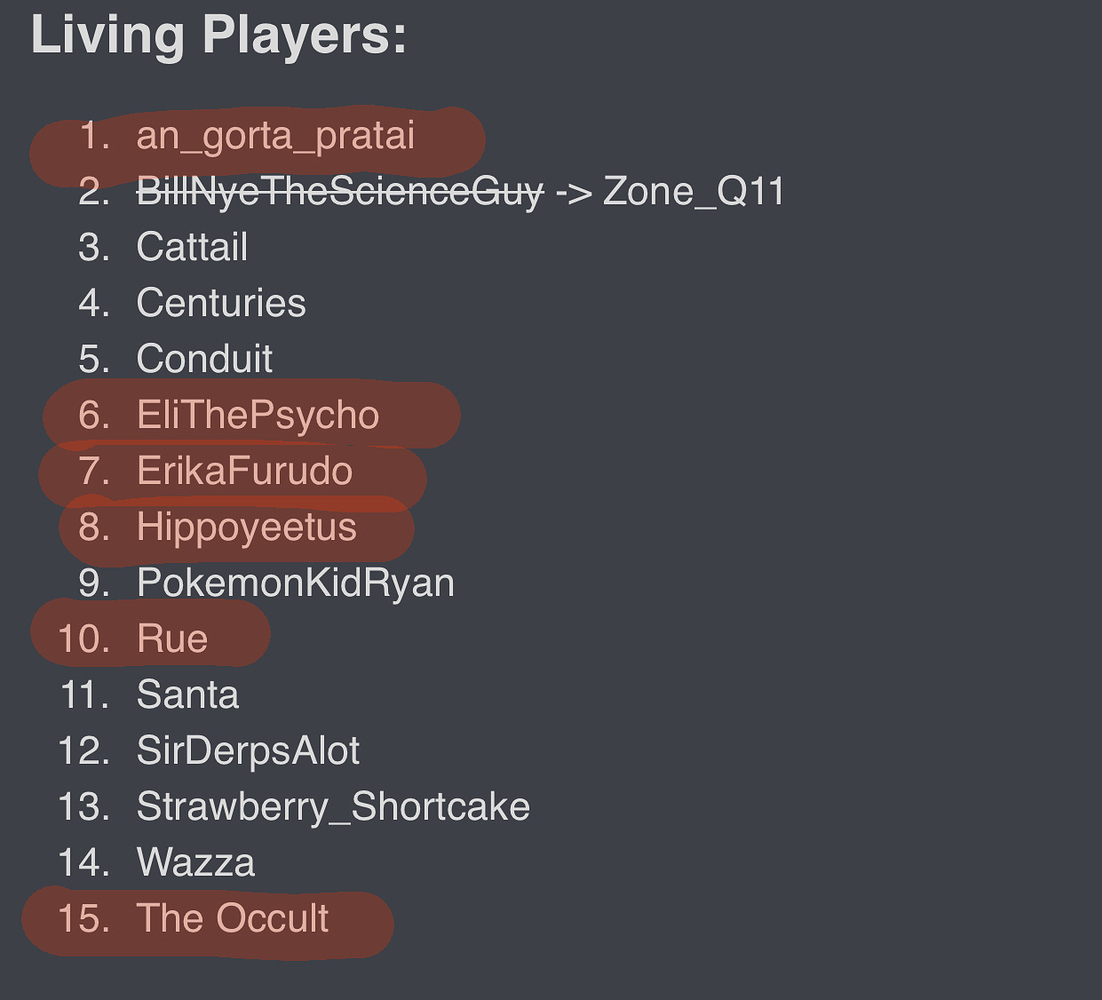 Living Players:
1. an_gorta_pratai
2. BillNyeTheScienceGuy -> Zone_Q11
3. Cattail
4. Centuries
5. Conduit
6. EliThePsycho
7. ErikaFurudo
8. Hippoyeetus
9. PokemonKidRyan
10. Rue
11. Santa
12. SirDerpsAlot
13. Strawberry_Shortcake
14. Wazza
15. The Occult